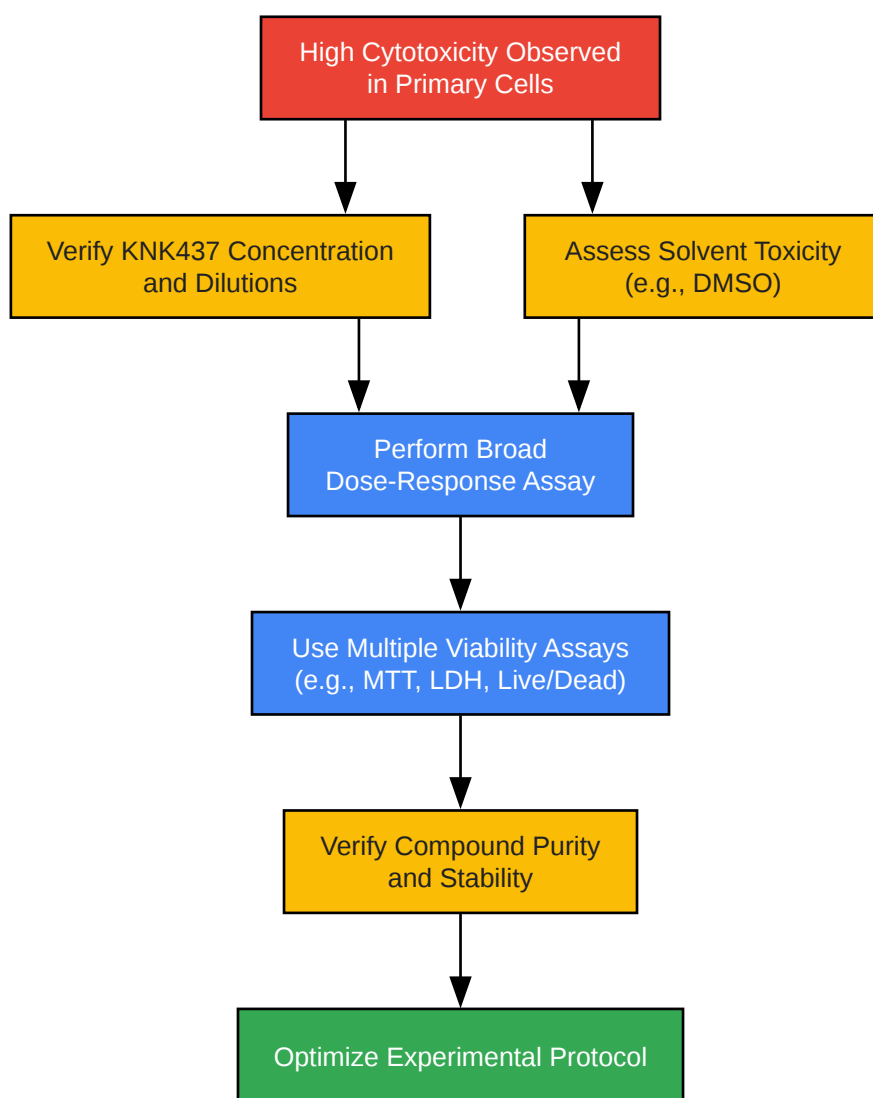 High Cytotoxicity Observed
in Primary Cells
Verify KNK437 Concentration
and Dilutions
Assess Solvent Toxicity
(e.g., DMSO)
Perform Broad
Dose-Response Assay
Use Multiple Viability Assays
(e.g., MTT, LDH, Live/Dead)
Verify Compound Purity
and Stability
Optimize Experimental Protocol